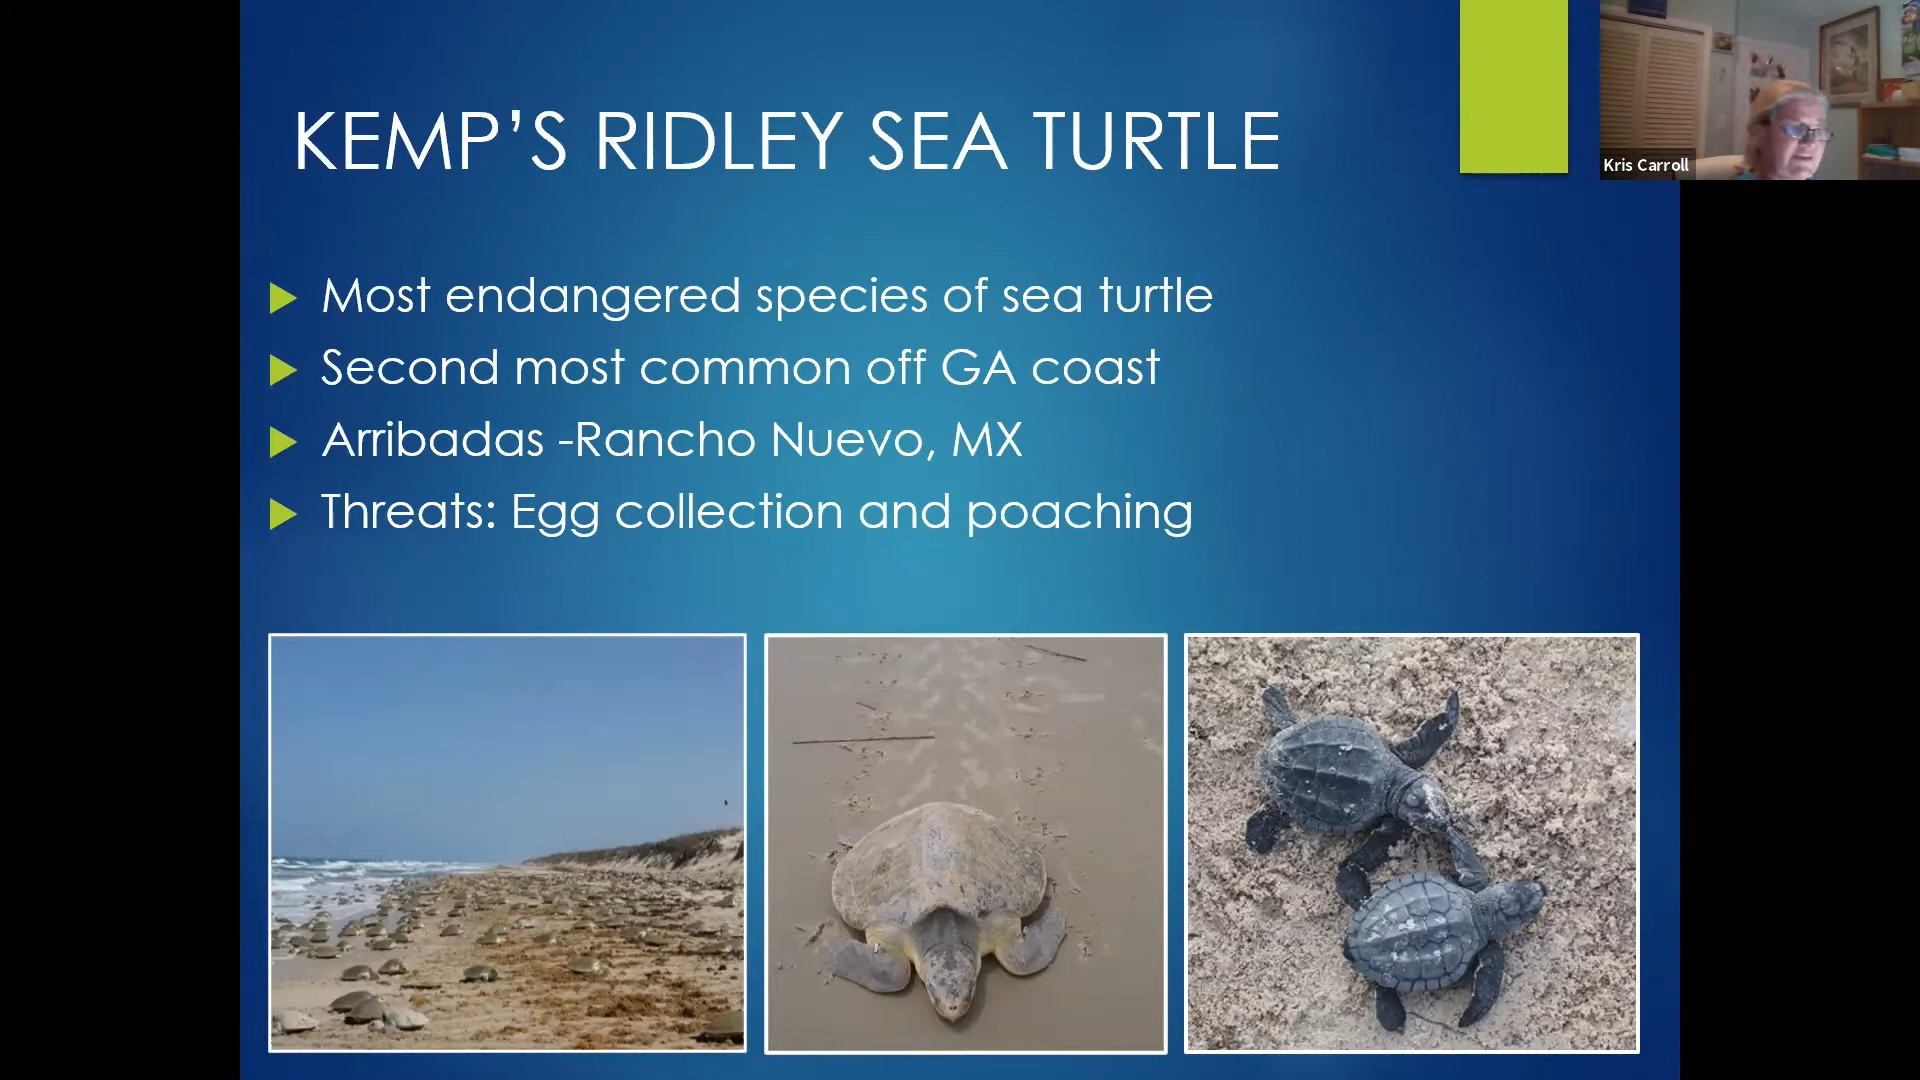 KEMP’S RIDLEY SEA TURTLE
Kris Carroll
Most endangered species of sea turtle
Second most common off GA coast
Arribadas -Rancho Nuevo, MX
Threats: Egg collection and poaching